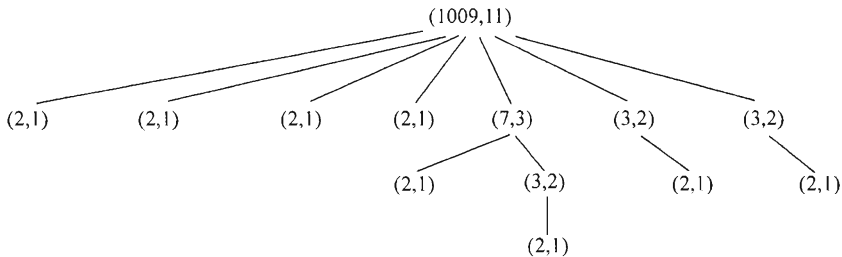 (1009,11)
(2,1) (2,1) (2,1) (2,1) (7,3) (3,2) (3,2)
(2,1) (3,2) (2,1) (2,1)
(2,1)